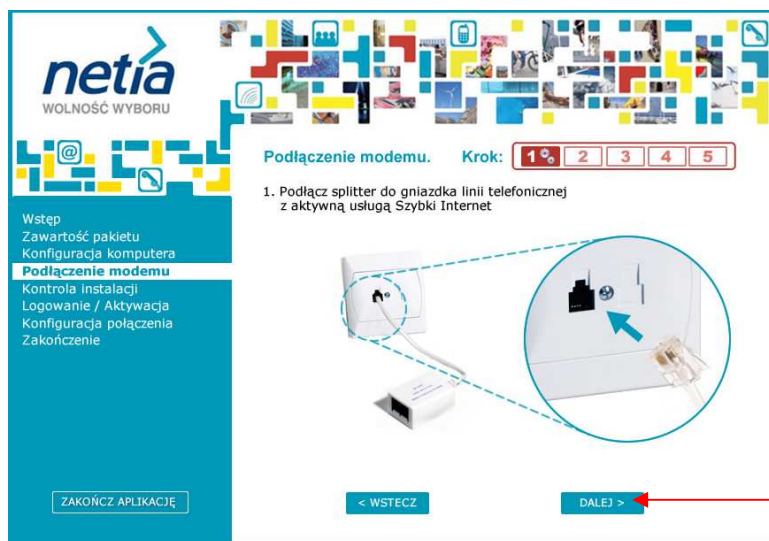 netia
WOLNOŚĆ WYBORU
Podłączenie modemu. Krok: 1 2 3 4 5
1. Podłącz splitter do gniazdka linii telefonicznej
z aktywną usługą Szybki Internet
Wstęp
Zawartość pakietu
Konfiguracja komputera
Podłączenie modemu
Kontrola instalacji
Logowanie / Aktywacja
Konfiguracja połączenia
Zakończenie
ZAKOŃCZ APLIKACJĘ
< WSTECZ
DALEJ >